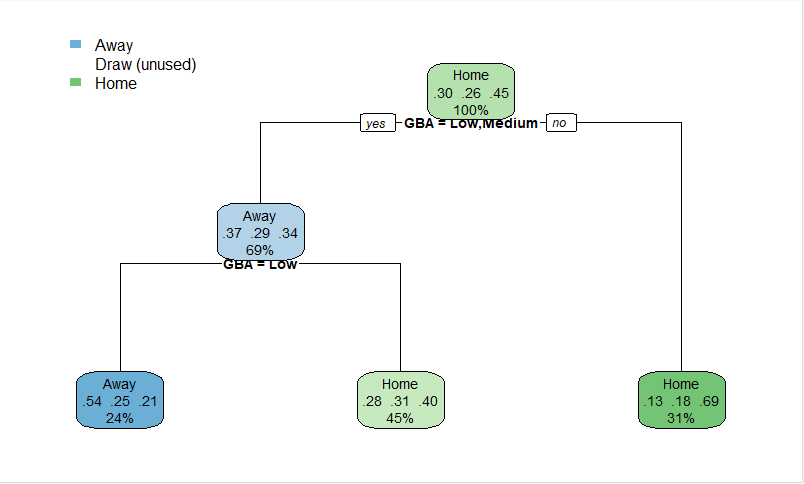 Away
Draw (unused)
Home
Home
.30 .26 .45
100%
yes GBA = Low,Medium no
Away
.37 .29 .34
69%
GBA = Low
Away
.54 .25 .21
24%
Home
.28 .31 .40
45%
Home
.13 .18 .69
31%